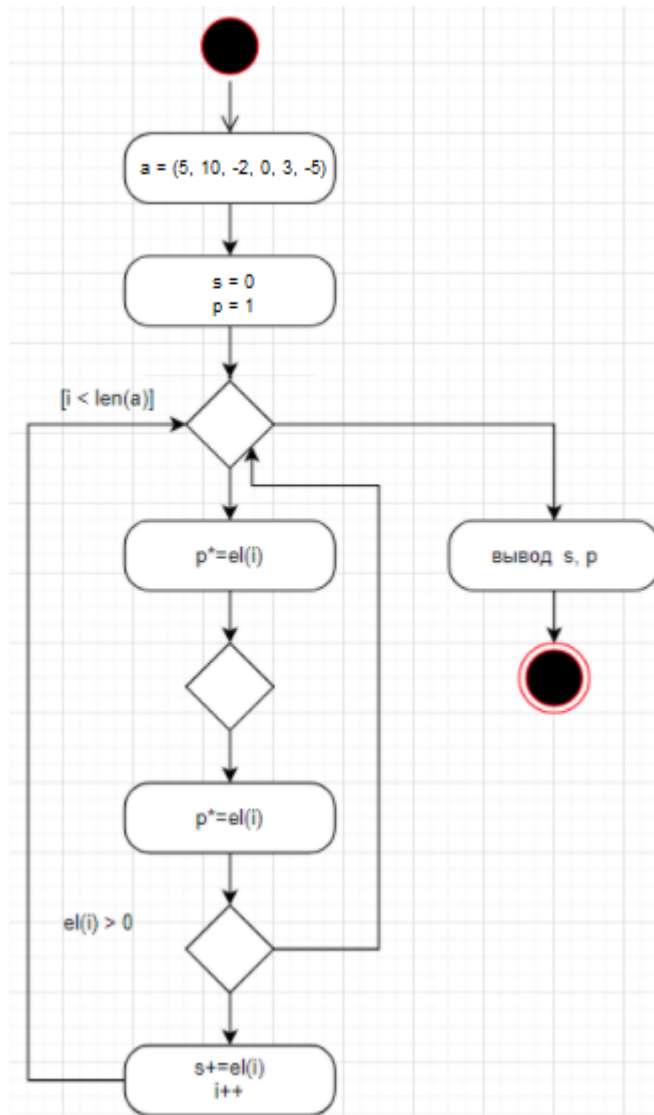 a = (5, 10, -2, 0, 3, -5)
s = 0
p = 1
[i < len(a)]
p*=el(i)
вывод s, p
p*=el(i)
el(i) > 0
s+=el(i)
i++